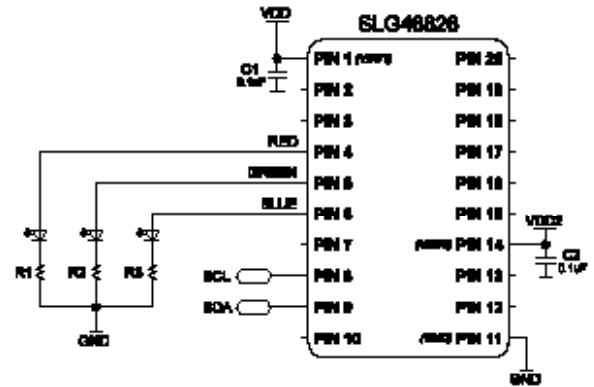 VDD
SLG46826
C1
0.1uF
PIN 1 (VDD)
PIN 20
PIN 2
PIN 19
PIN 3
PIN 18
RED
PIN 4
PIN 17
GREEN
PIN 5
PIN 16
BLUE
PIN 6
PIN 15
VDD2
PIN 7
(VDD2) PIN 14
C2
0.1uF
R1
R2
R3
SCL
PIN 8
PIN 13
SDA
PIN 9
PIN 12
GND
PIN 10
(GND) PIN 11
GND